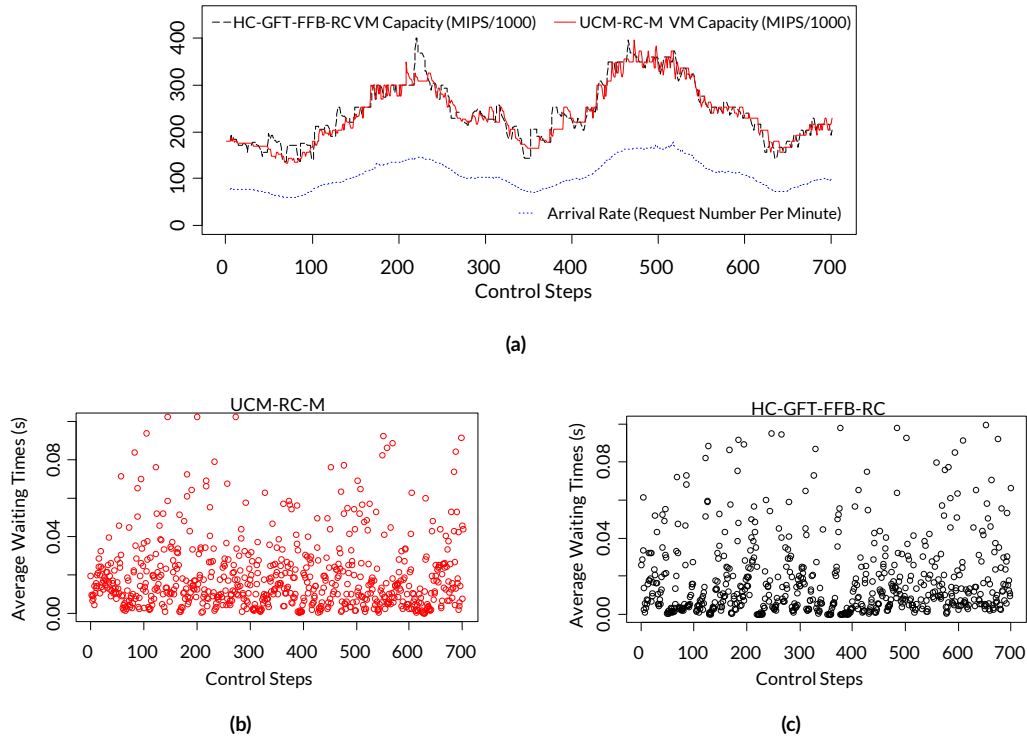 HC-GFT-FFB-RC VM Capacity (MIPS/1000) UCM-RC-M VM Capacity (MIPS/1000)
400
300
200
100
0
Arrival Rate (Request Number Per Minute)
0 100 200 300 400 500 600 700
Control Steps
(a)
UCM-RC-M
Average Waiting Times (s)
0.08
0.04
0.00
0 100 200 300 400 500 600 700
Control Steps
(b)
HC-GFT-FFB-RC
Average Waiting Times (s)
0.08
0.04
0.00
0 100 200 300 400 500 600 700
Control Steps
(c)